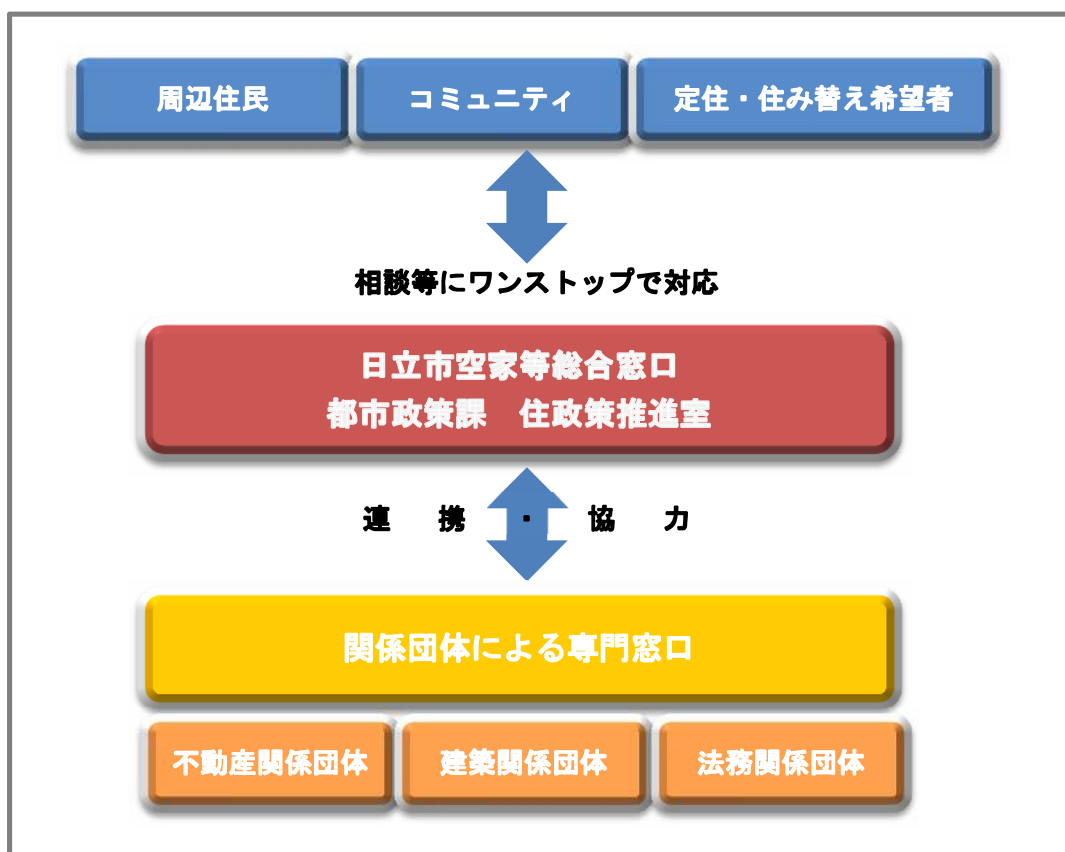 周辺住民
コミュニティ
定住・住み替え希望者
相談等にワンストップで対応
日立市空家等総合窓口
都市政策課　住政策推進室
連　携　・　協　力
関係団体による専門窓口
不動産関係団体
建築関係団体
法務関係団体